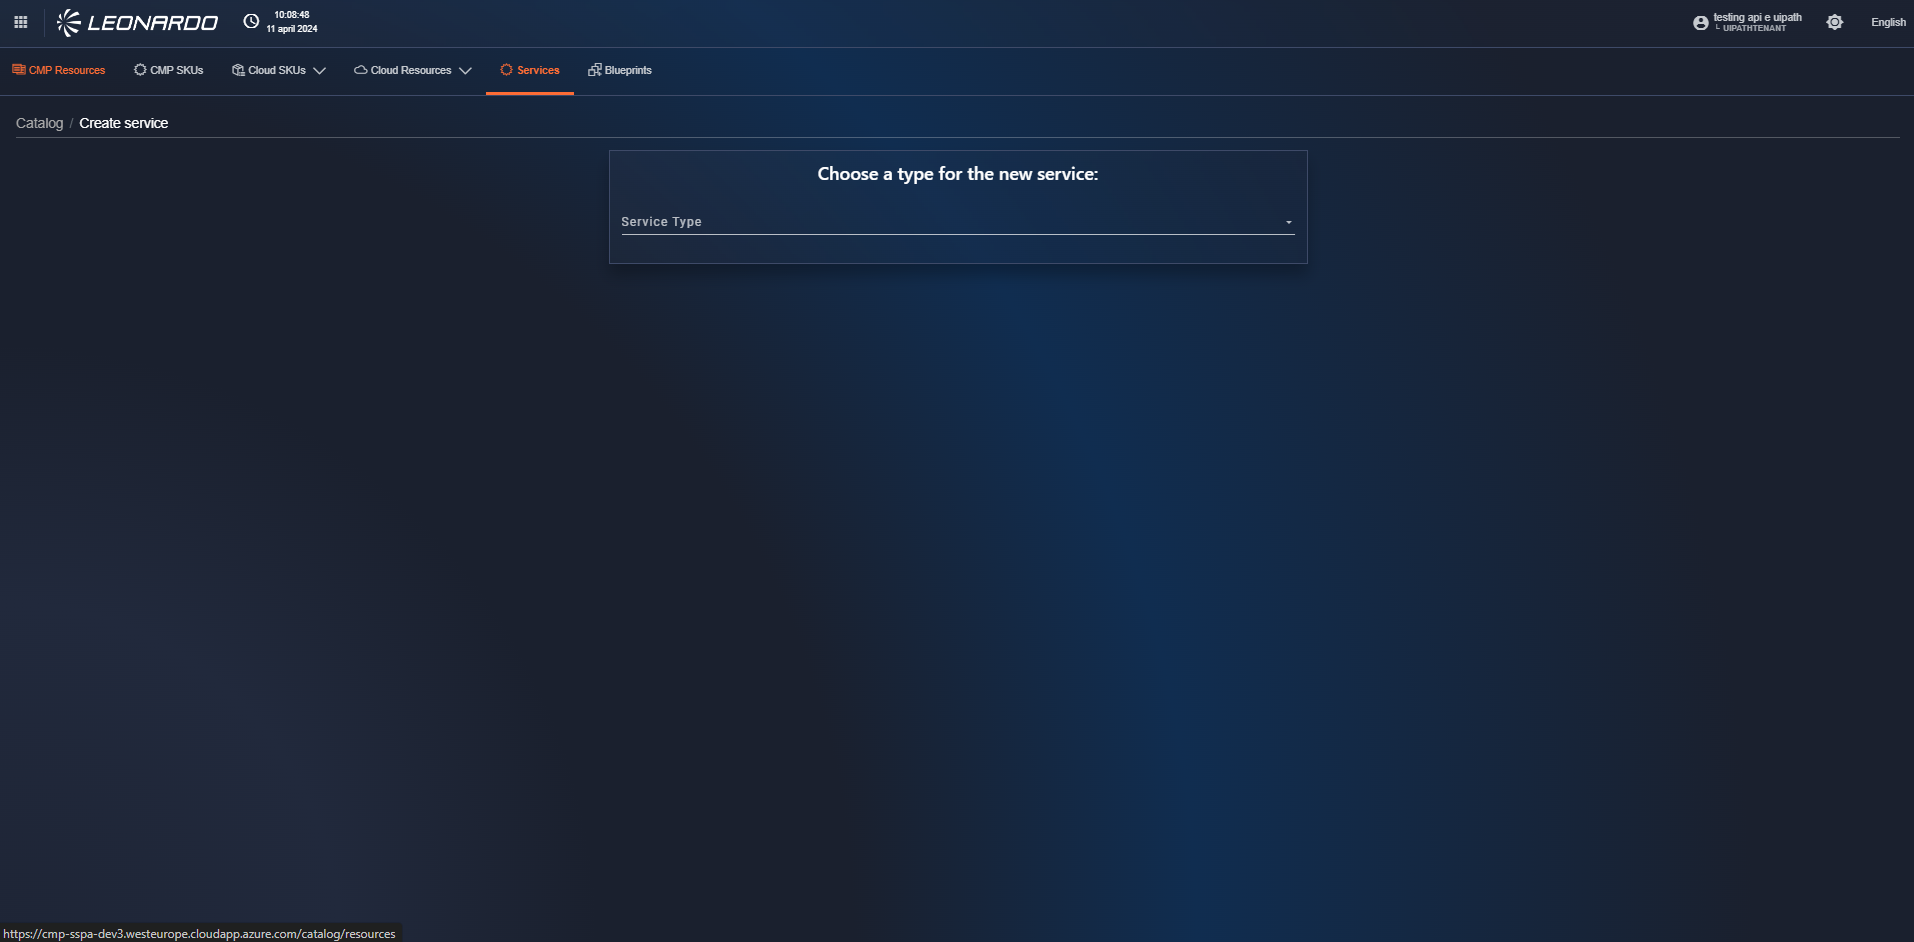 LEONARDO
10:08:48
11 april 2024
testing api e uipath
└ UIPATHTENANT
English
CMP Resources
CMP SKUs
Cloud SKUs
Cloud Resources
Services
Blueprints
Catalog / Create service
Choose a type for the new service:
Service Type
https://cmp-sspa-dev3.westeurope.cloudapp.azure.com/catalog/resources